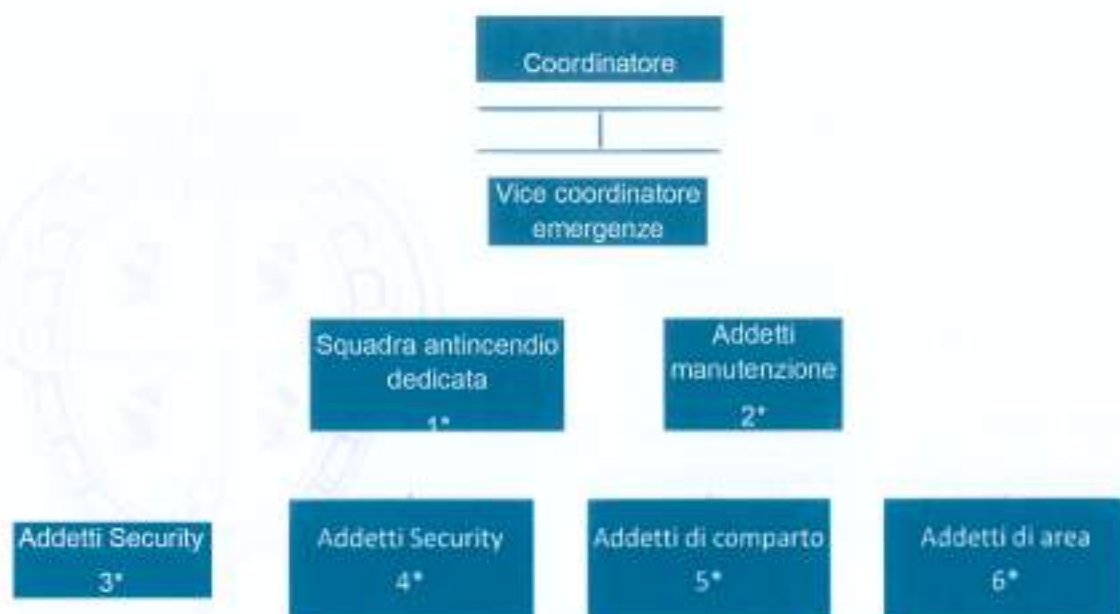 Coordinatore
Vice coordinatore
emergenze
Squadra antincendio
dedicata
1*
Addetti
manutenzione
2*
Addetti Security
3*
Addetti Security
4*
Addetti di comparto
5*
Addetti di area
6*